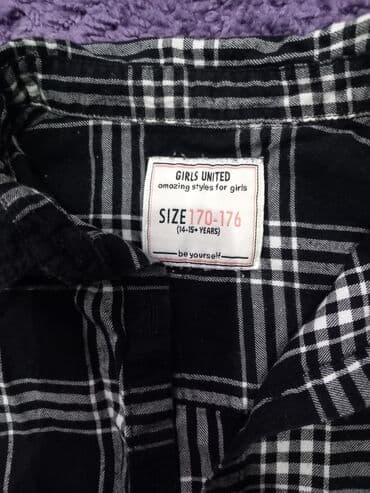 GIRLS UNITED
amazing styles for girls
SIZE 170-176
(14-15+ YEARS)
be yourself